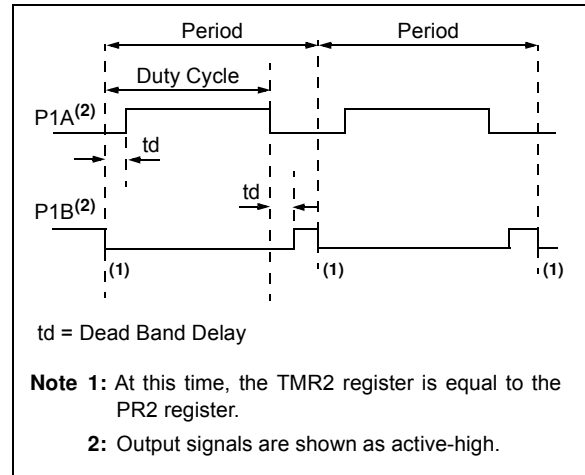 Period Period
Duty Cycle
P1A(2)
td
td
P1B(2)
(1) (1) (1)
td = Dead Band Delay
Note 1: At this time, the TMR2 register is equal to the
PR2 register.
2: Output signals are shown as active-high.